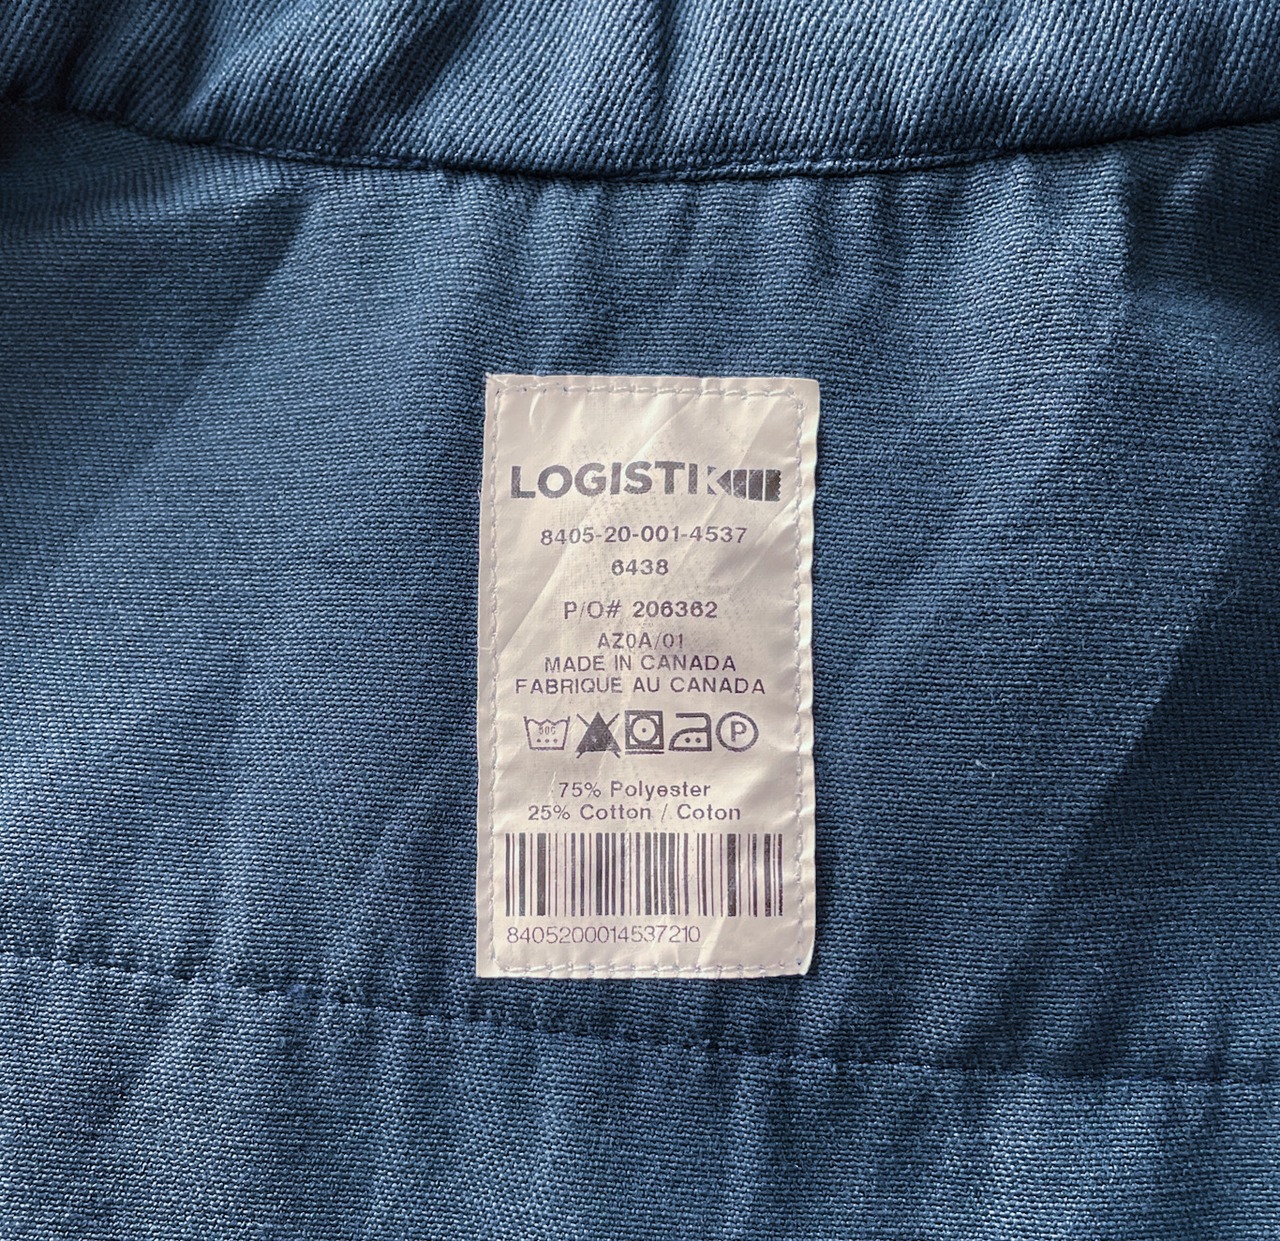 LOGISTIK
8405-20-001-4537
6438
P/O# 206362
AZ0A/01
MADE IN CANADA
FABRIQUE AU CANADA
P
75% Polyester
25% Cotton / Coton
8405200014537210